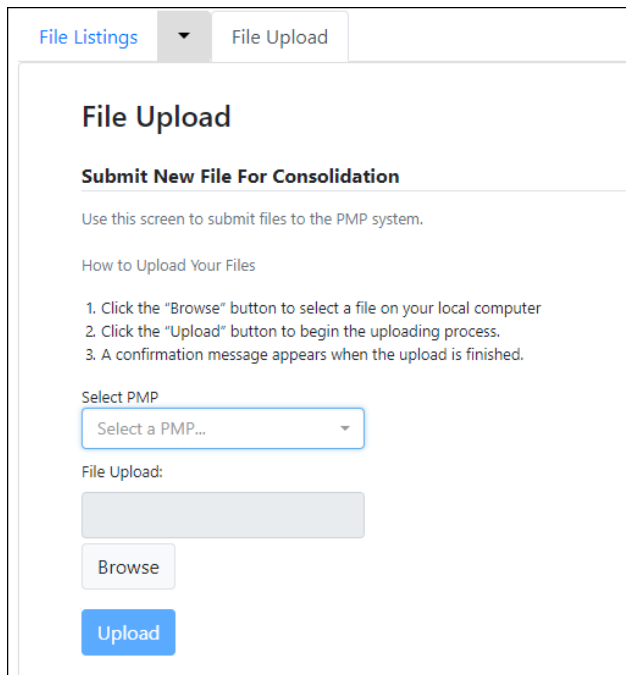 File Listings
File Upload
File Upload
Submit New File For Consolidation
Use this screen to submit files to the PMP system.
How to Upload Your Files
1. Click the “Browse” button to select a file on your local computer
2. Click the “Upload” button to begin the uploading process.
3. A confirmation message appears when the upload is finished.
Select PMP
Select a PMP...
File Upload:
Browse
Upload